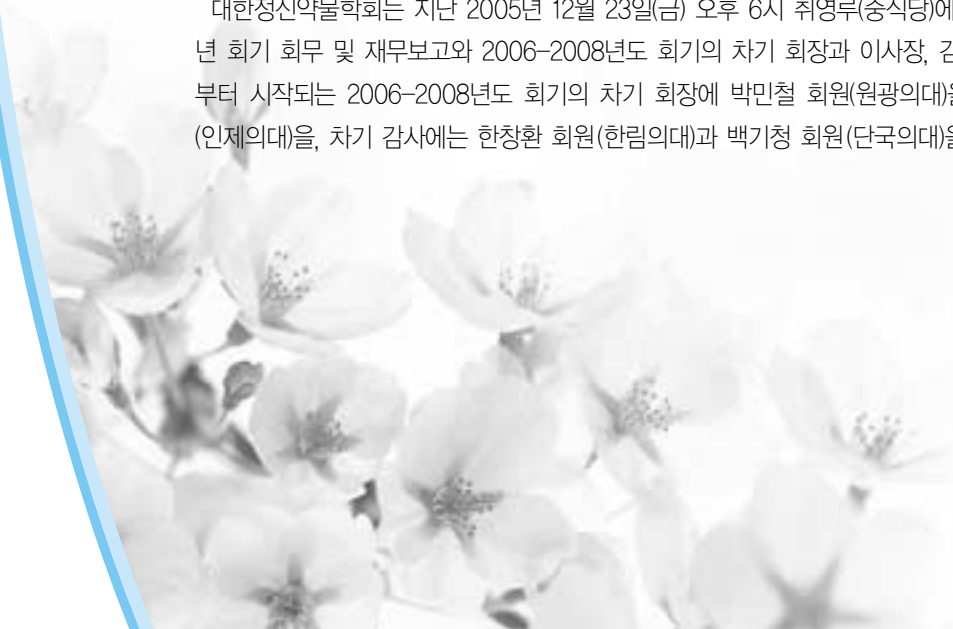 대한정신약물학회는 지난 2005년 12월 23일(금) 오후 6시 취영루(중식당)에
년 회기 회무 및 재무보고와 2006-2008년도 회기의 차기 회장과 이사장, 감
부터 시작되는 2006-2008년도 회기의 차기 회장에 박민철 회원(원광의대)을
(인제의대)을, 차기 감사에는 한창환 회원(한림의대)과 백기청 회원(단국의대)을